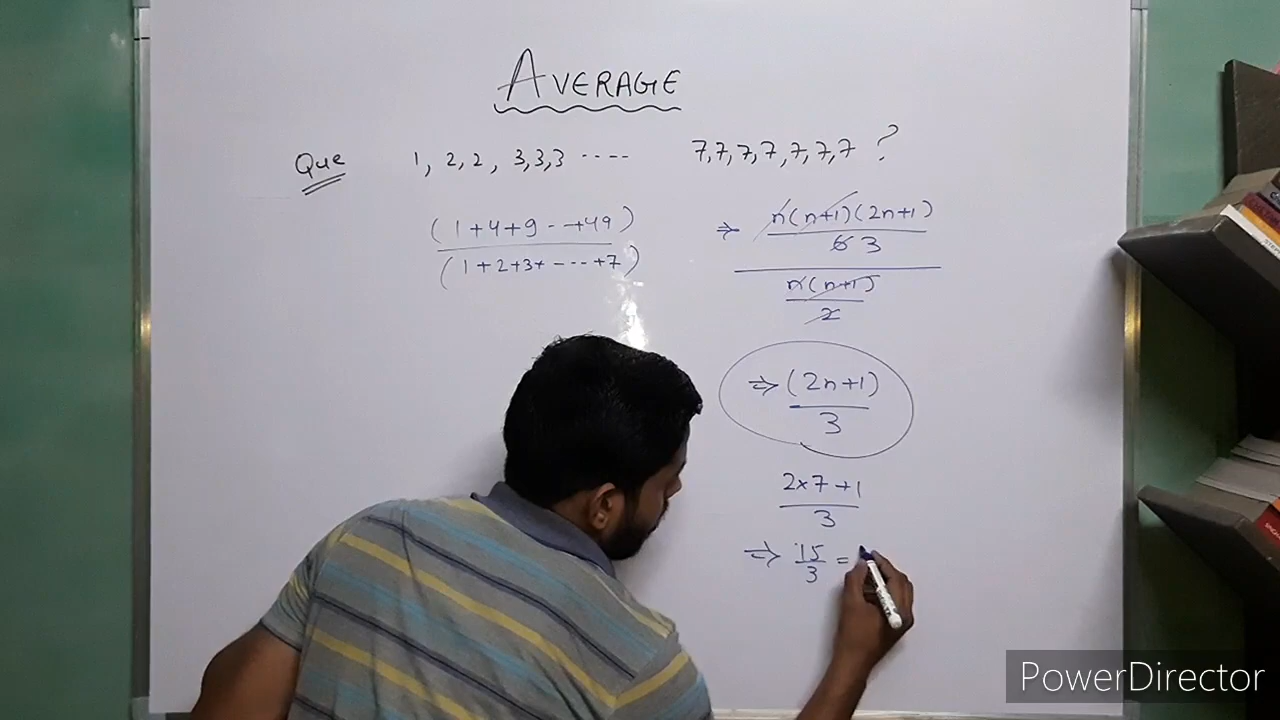 AVERAGE
Que 1, 2, 2, 3,3,3 ---- 7,7,7,7,7,7,7 ?
(1+4+9--+49)
(1+2+3+----+7)
⇒ n(n+1)(2n+1)
6 3
n(n+1)
2
⇒ (2n+1)
3
2x7+1
3
⇒ 15
3 =
PowerDirector